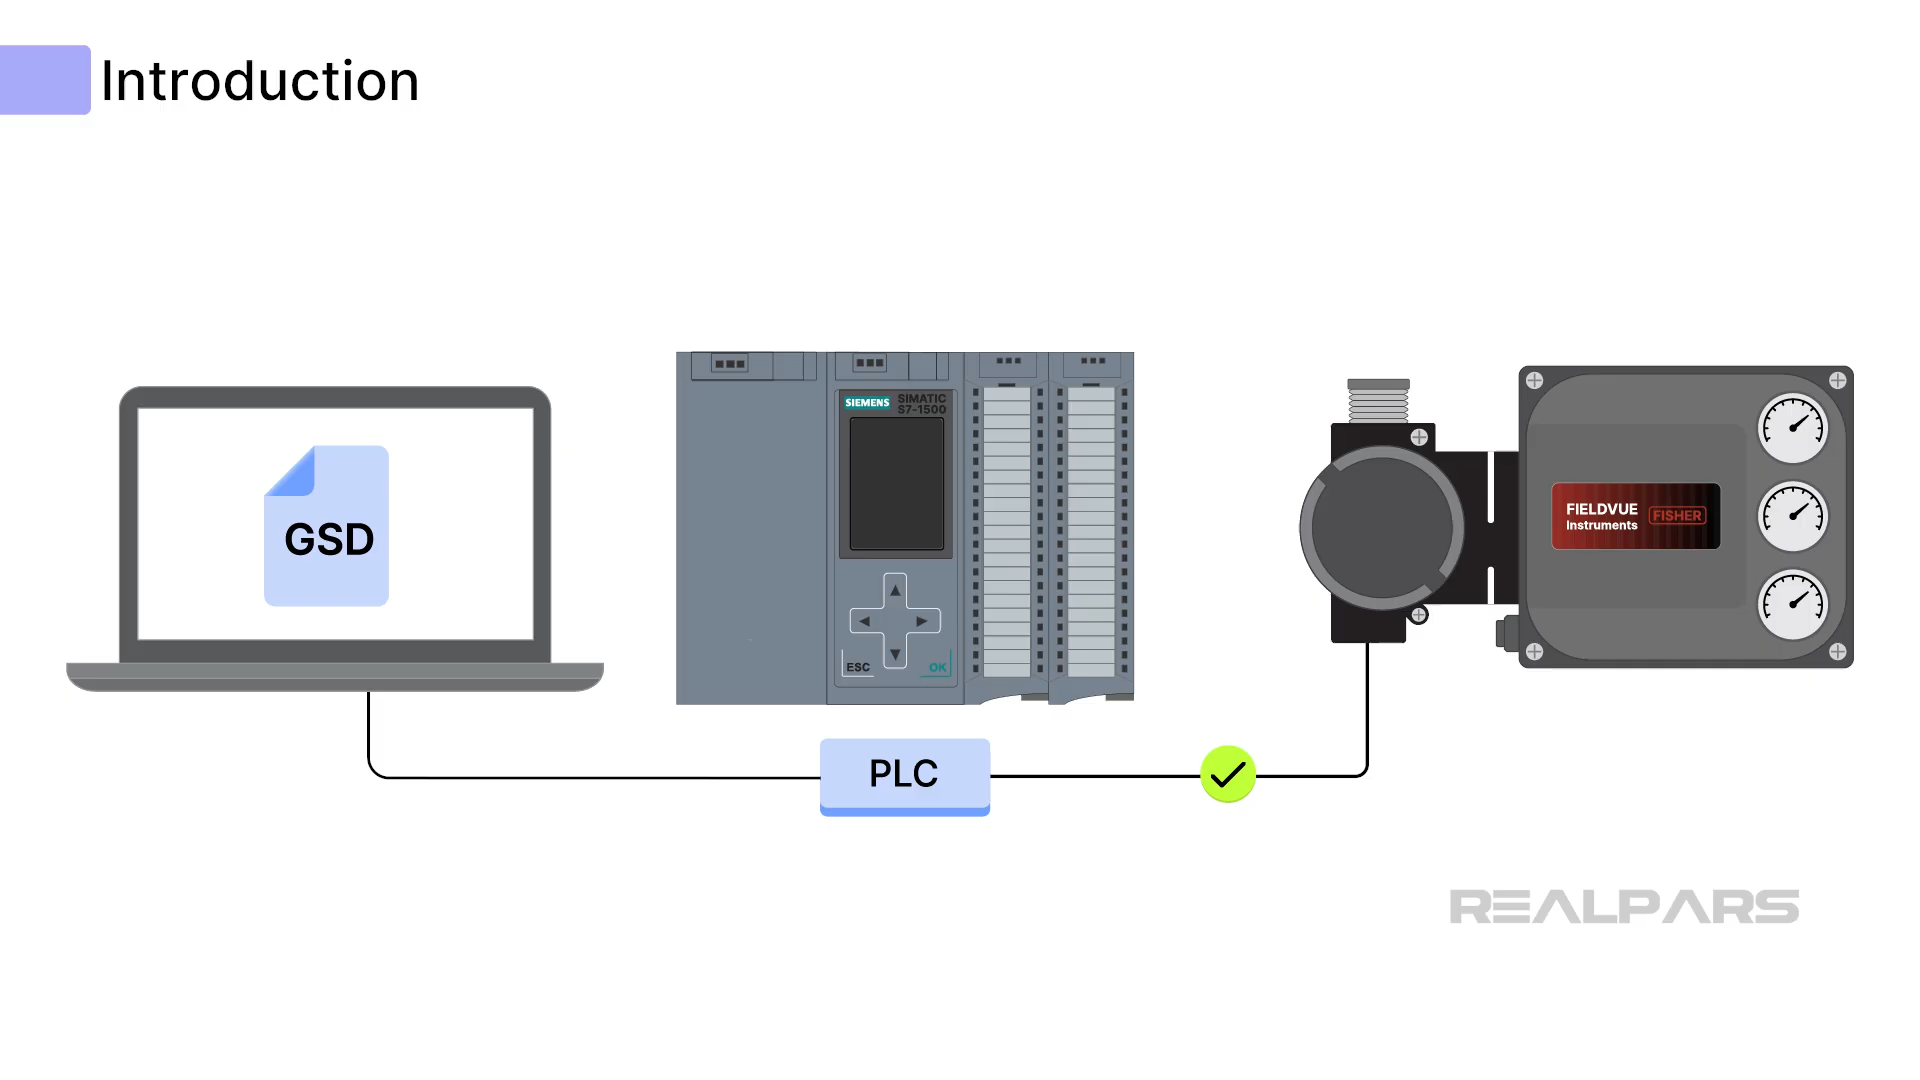 Introduction
GSD
SIEMENS
SIMATIC
S7-1500
ESC
OK
FIELDVUE
Instruments
FISHER
PLC
REALPARS